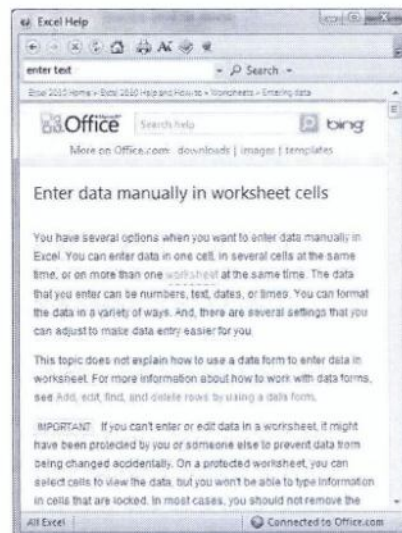 Excel Help
enter text
Search
Excel 2010 Home > Excel 2010 Help and How-to > Worksheets > Entering data
Office Search help bing
More on Office.com: downloads | images | templates
Enter data manually in worksheet cells
You have several options when you want to enter data manually in
Excel. You can enter data in one cell, in several cells at the same
time, or on more than one worksheet at the same time. The data
that you enter can be numbers, text, dates, or times. You can format
the data in a variety of ways. And, there are several settings that you
can adjust to make data entry easier for you.
This topic does not explain how to use a data form to enter data in
worksheet. For more information about how to work with data forms,
see Add, edit, find, and delete rows by using a data form.
IMPORTANT If you can't enter or edit data in a worksheet, it might
have been protected by you or someone else to prevent data from
being changed accidentally. On a protected worksheet, you can
select cells to view the data, but you won't be able to type information
in cells that are locked. In most cases, you should not remove the
All Excel Connected to Office.com